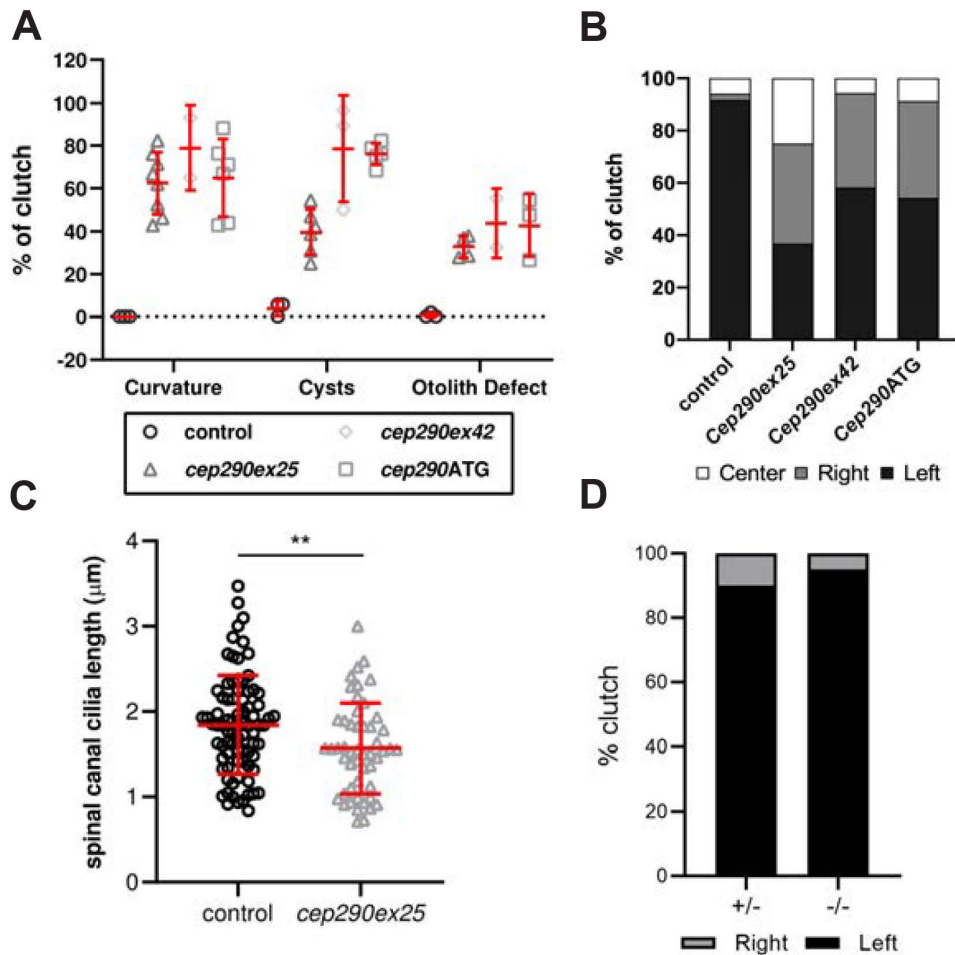 A
120
100
80
60
40
20
0
-20
% of clutch
Curvature Cysts Otolith Defect
control cep290ex42
cep290ex25 cep290ATG
B
100
80
60
40
20
0
% of clutch
control Cep290ex25 Cep290ex42 Cep290ATG
Center Right Left
C
4
3
2
1
0
spinal canal cilia length (μm)
**
control cep290ex25
D
100
80
60
40
20
0
% clutch
+/- -/-
Right Left